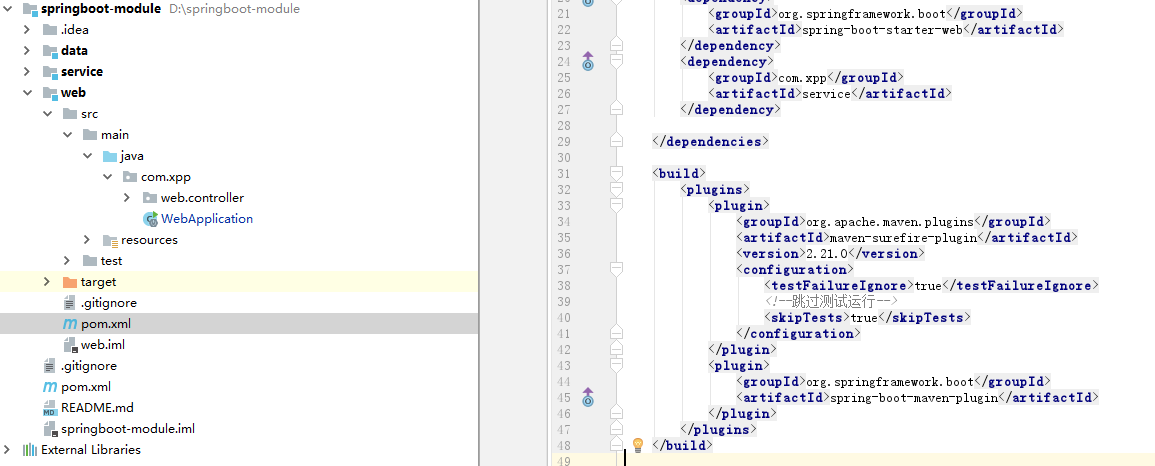 springboot-module D:\springboot-module
.idea
data
service
web
src
main
java
com.xpp
web.controller
WebApplication
resources
test
target
.gitignore
pom.xml
web.iml
.gitignore
pom.xml
README.md
springboot-module.iml
External Libraries
21 <groupId>org.springframework.boot</groupId>
22 <artifactId>spring-boot-starter-web</artifactId>
23 </dependency>
24 <dependency>
25 <groupId>com.xpp</groupId>
26 <artifactId>service</artifactId>
27 </dependency>
28
29 </dependencies>
30
31 <build>
32 <plugins>
33 <plugin>
34 <groupId>org.apache.maven.plugins</groupId>
35 <artifactId>maven-surefire-plugin</artifactId>
36 <version>2.21.0</version>
37 <configuration>
38 <testFailureIgnore>true</testFailureIgnore>
39 <!--跳过测试运行-->
40 <skipTests>true</skipTests>
41 </configuration>
42 </plugin>
43 <plugin>
44 <groupId>org.springframework.boot</groupId>
45 <artifactId>spring-boot-maven-plugin</artifactId>
46 </plugin>
47 </plugins>
48 </build>
49